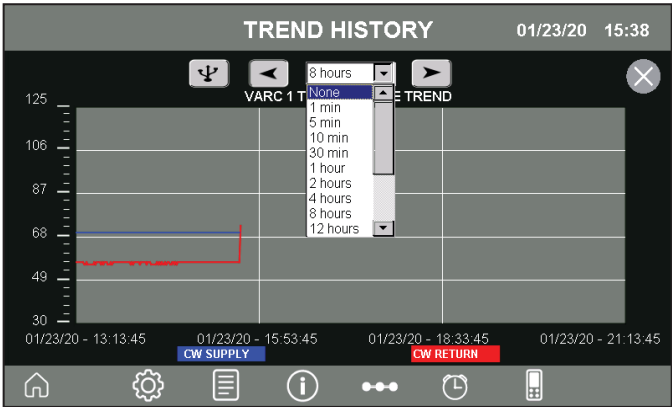 TREND HISTORY 01/23/20 15:38
8 hours
VARC 1 T E TREND
None
1 min
5 min
10 min
30 min
1 hour
2 hours
4 hours
8 hours
12 hours
125
106
87
68
49
30
01/23/20 - 13:13:45 01/23/20 - 15:53:45 01/23/20 - 18:33:45 01/23/20 - 21:13:45
CW SUPPLY CW RETURN